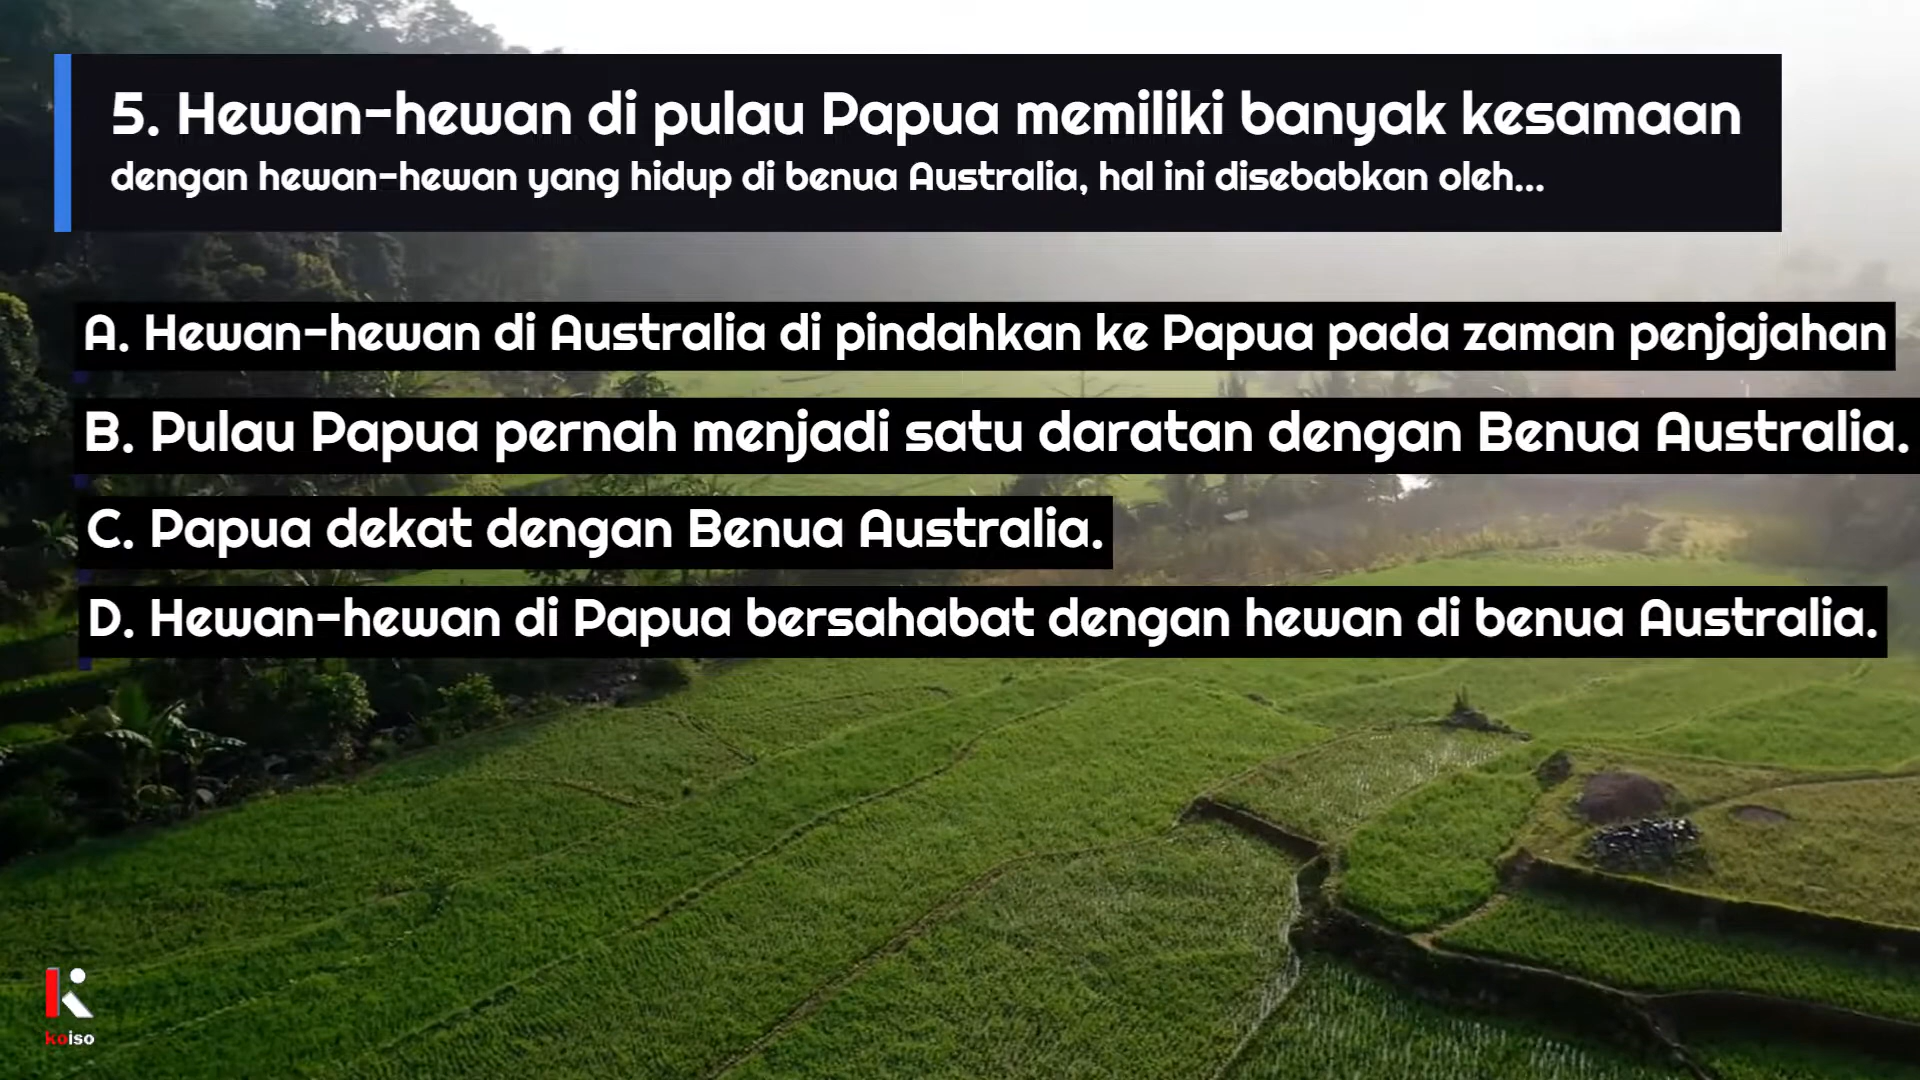 5. Hewan-hewan di pulau Papua memiliki banyak kesamaan
dengan hewan-hewan yang hidup di benua Australia, hal ini disebabkan oleh...
A. Hewan-hewan di Australia di pindahkan ke Papua pada zaman penjajahan
B. Pulau Papua pernah menjadi satu daratan dengan Benua Australia.
C. Papua dekat dengan Benua Australia.
D. Hewan-hewan di Papua bersahabat dengan hewan di benua Australia.
koiso